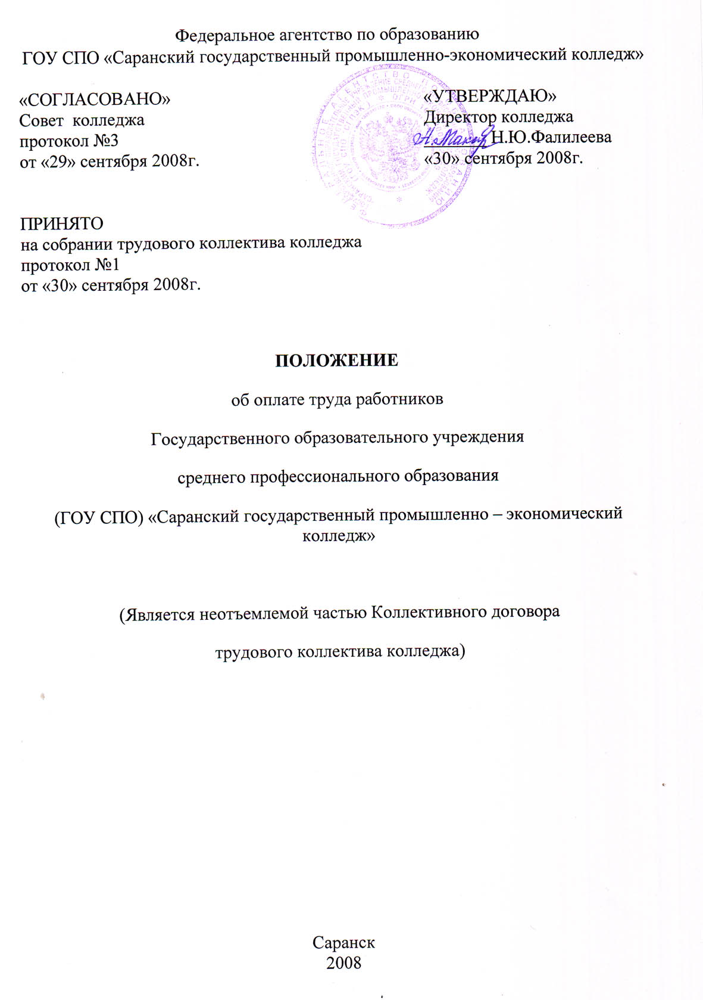 Федеральное агентство по образованию
ГОУ СПО «Саранский государственный промышленно-экономический колледж»
«СОГЛАСОВАНО»
Совет колледжа
протокол №3
от «29» сентября 2008г.
«УТВЕРЖДАЮ»
Директор колледжа
Н.Ю.Фалилеева
«30» сентября 2008г.
ПРИНЯТО
на собрании трудового коллектива колледжа
протокол №1
от «30» сентября 2008г.
ПОЛОЖЕНИЕ
об оплате труда работников
Государственного образовательного учреждения
среднего профессионального образования
(ГОУ СПО) «Саранский государственный промышленно – экономический
колледж»
(Является неотъемлемой частью Коллективного договора
трудового коллектива колледжа)
Саранск
2008